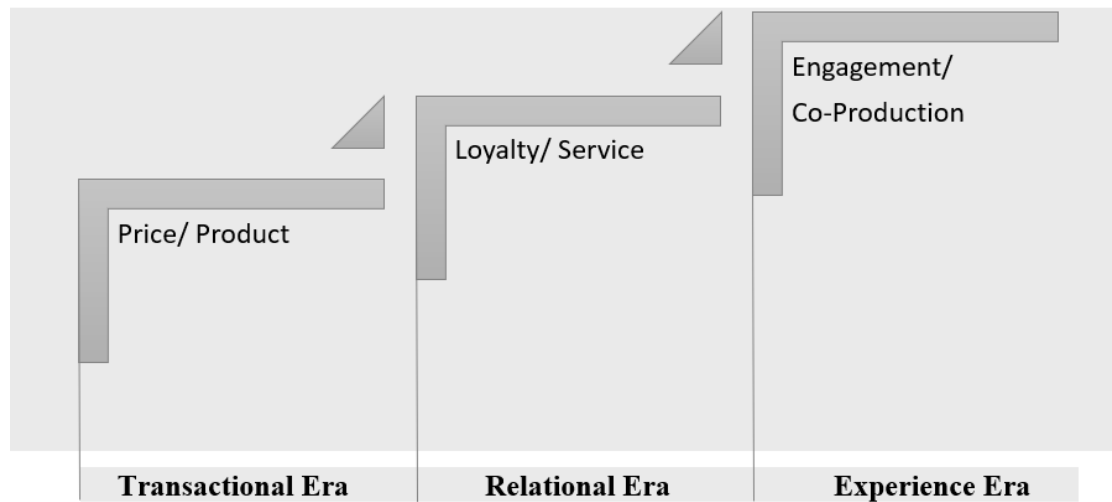 Engagement/
Co-Production
Loyalty/ Service
Price/ Product
Transactional Era
Relational Era
Experience Era